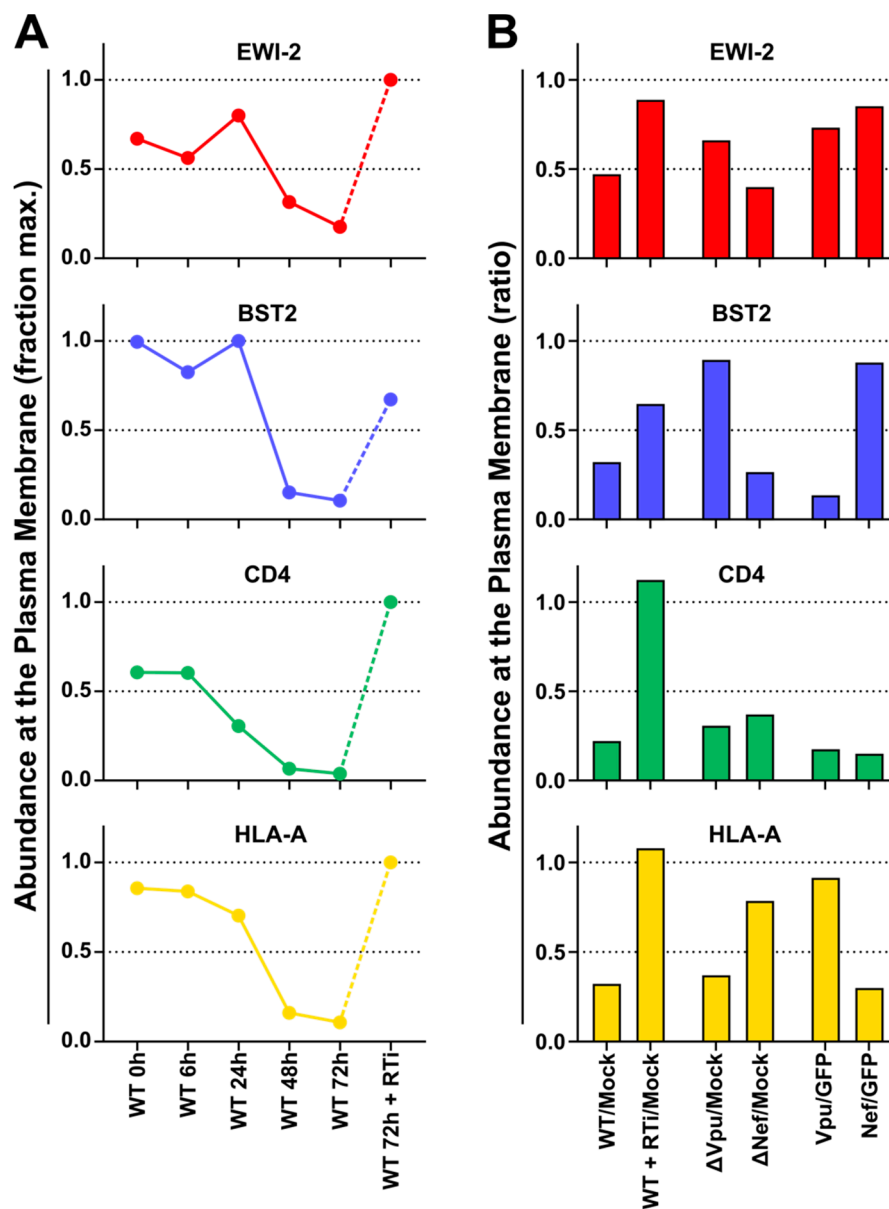 A
Abundance at the Plasma Membrane (fraction max.)
EWI-2
1.0
0.5
0.0
BST2
1.0
0.5
0.0
CD4
1.0
0.5
0.0
HLA-A
1.0
0.5
0.0
WT 0h
WT 6h
WT 24h
WT 48h
WT 72h
WT 72h + RTi
B
Abundance at the Plasma Membrane (ratio)
EWI-2
1.0
0.5
0.0
BST2
1.0
0.5
0.0
CD4
1.0
0.5
0.0
HLA-A
1.0
0.5
0.0
WT/Mock
WT + RTi/Mock
ΔVpu/Mock
ΔNef/Mock
Vpu/GFP
Nef/GFP